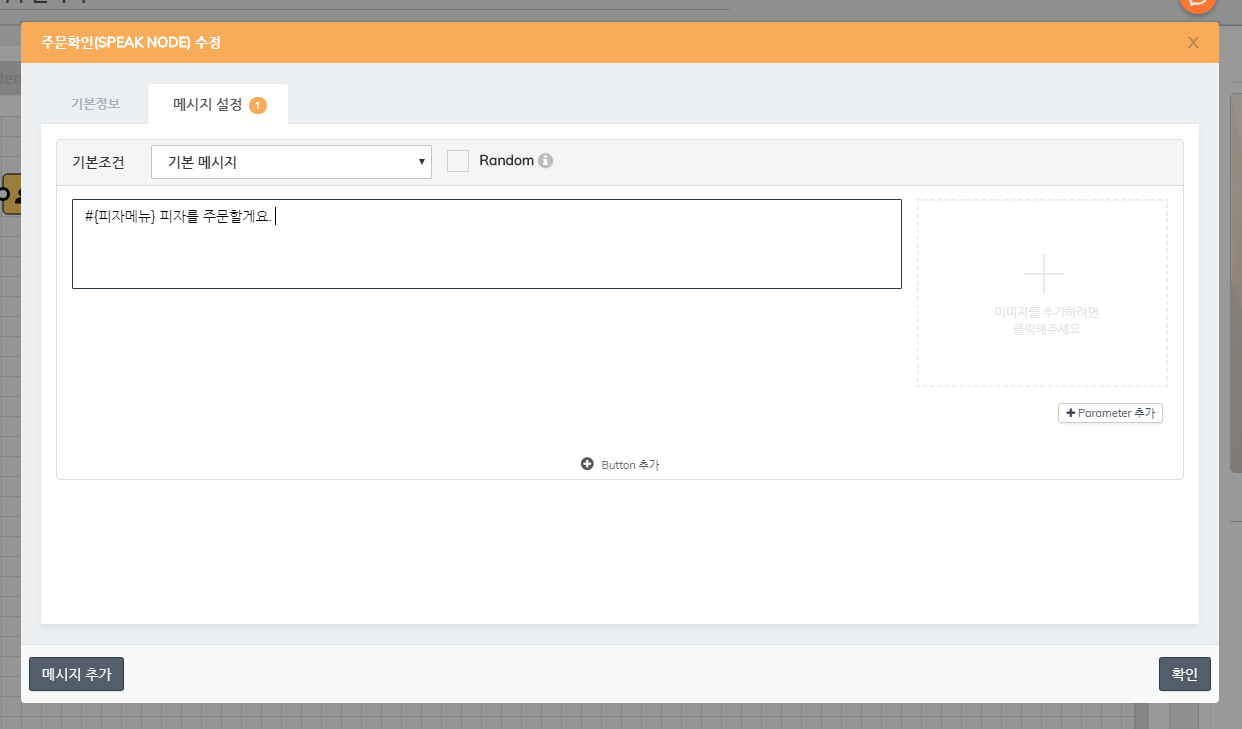 주문확인(SPEAK NODE) 수정
X
기본정보
메시지 설정 1
기본조건
기본 메시지
Random
#{피자메뉴} 피자를 주문할게요.
이미지를 추가하려면
클릭해주세요
Parameter 추가
Button 추가
메시지 추가
확인